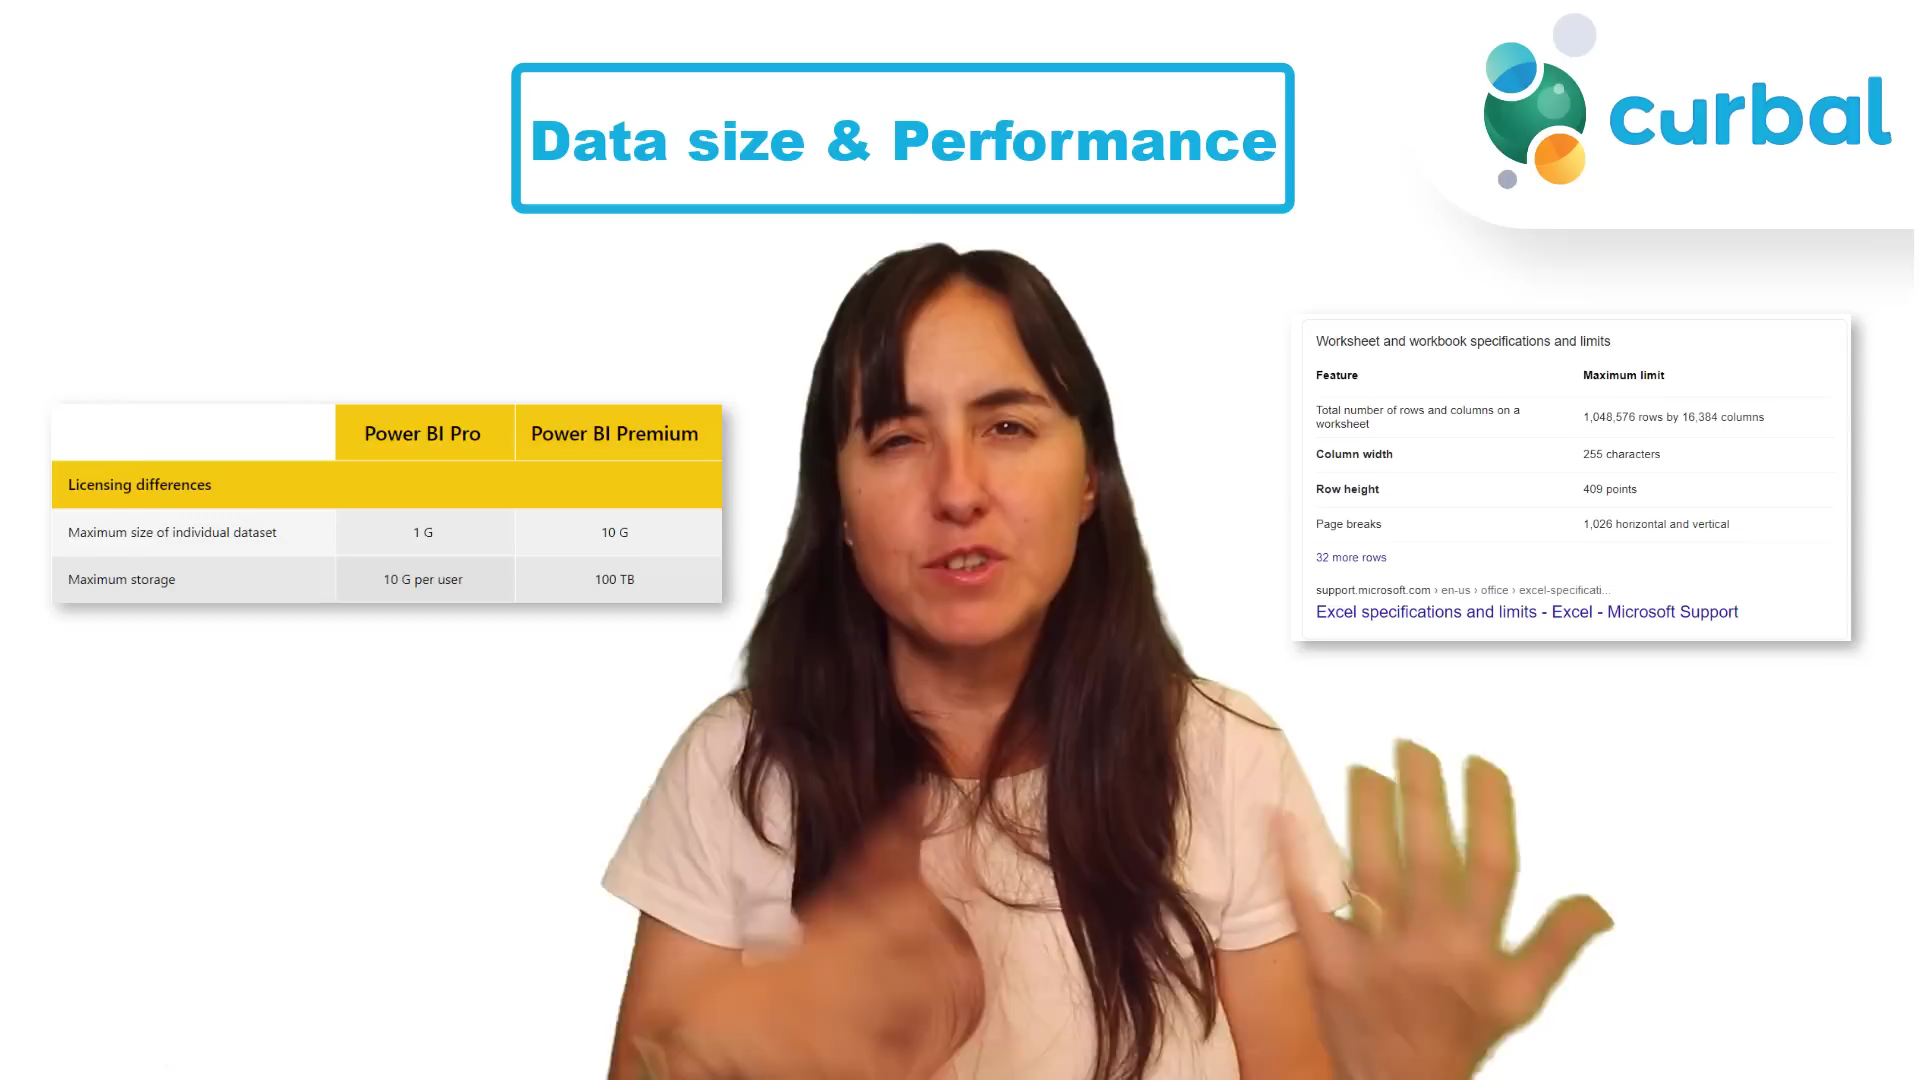 Data size & Performance
curbal
Power BI Pro Power BI Premium
Licensing differences
Maximum size of individual dataset 1 G 10 G
Maximum storage 10 G per user 100 TB
Worksheet and workbook specifications and limits
Feature Maximum limit
Total number of rows and columns on a
worksheet 1,048,576 rows by 16,384 columns
Column width 255 characters
Row height 409 points
Page breaks 1,026 horizontal and vertical
32 more rows
support.microsoft.com › en-us › office › excel-specificati...
Excel specifications and limits - Excel - Microsoft Support